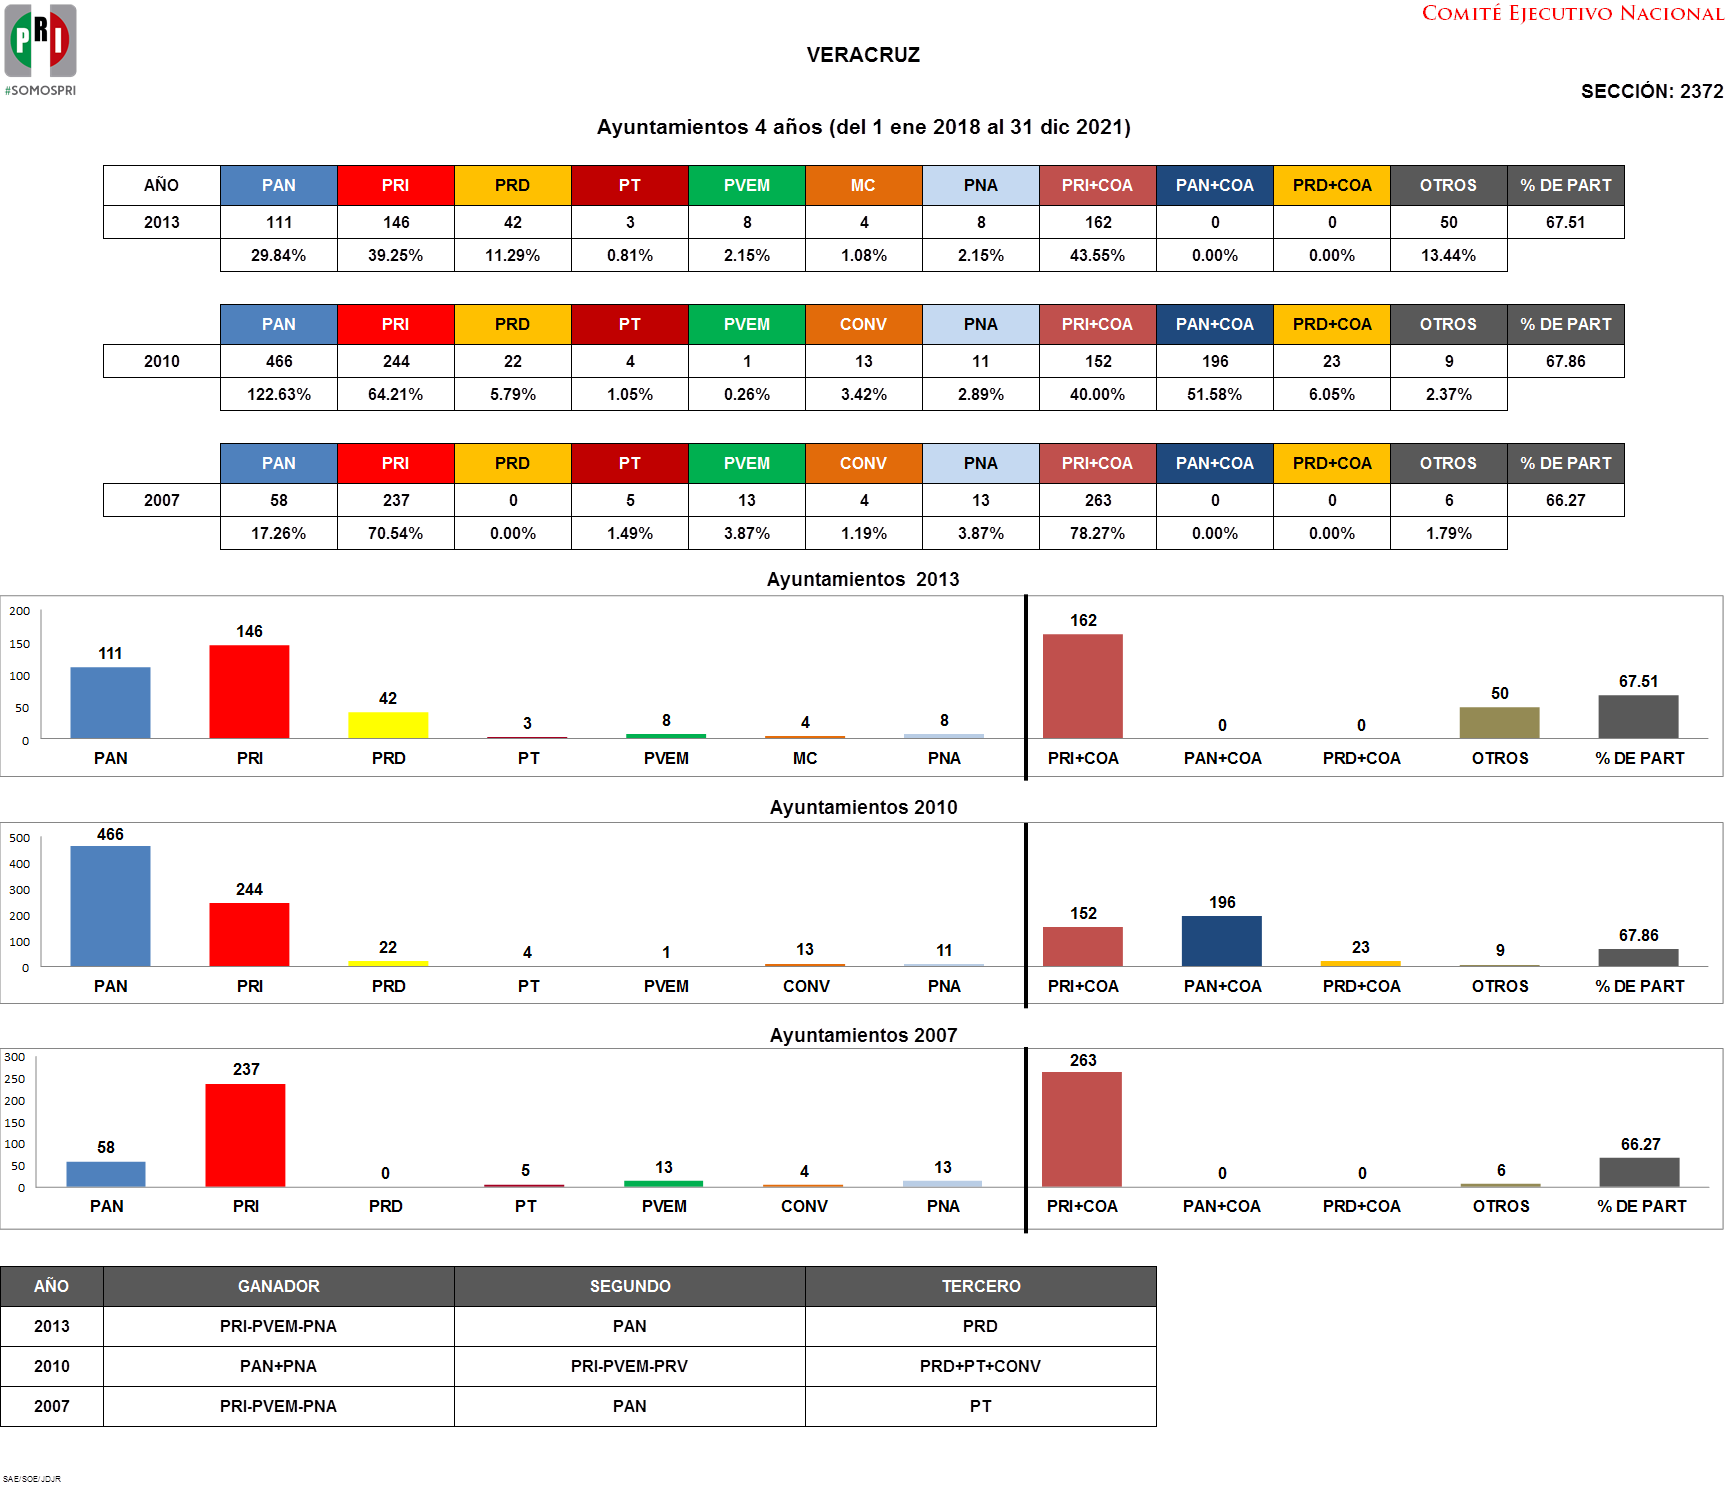 PRI
#SOMOSPRI
COMITÉ EJECUTIVO NACIONAL
VERACRUZ
SECCIÓN: 2372
Ayuntamientos 4 años (del 1 ene 2018 al 31 dic 2021)
AÑO PAN PRI PRD PT PVEM MC PNA PRI+COA PAN+COA PRD+COA OTROS % DE PART
2013 111 146 42 3 8 4 8 162 0 0 50 67.51
29.84% 39.25% 11.29% 0.81% 2.15% 1.08% 2.15% 43.55% 0.00% 0.00% 13.44%
PAN PRI PRD PT PVEM CONV PNA PRI+COA PAN+COA PRD+COA OTROS % DE PART
2010 466 244 22 4 1 13 11 152 196 23 9 67.86
122.63% 64.21% 5.79% 1.05% 0.26% 3.42% 2.89% 40.00% 51.58% 6.05% 2.37%
PAN PRI PRD PT PVEM CONV PNA PRI+COA PAN+COA PRD+COA OTROS % DE PART
2007 58 237 0 5 13 4 13 263 0 0 6 66.27
17.26% 70.54% 0.00% 1.49% 3.87% 1.19% 3.87% 78.27% 0.00% 0.00% 1.79%
Ayuntamientos 2013
200
150
100
50
0
111 146 42 3 8 4 8 162 0 0 50 67.51
PAN PRI PRD PT PVEM MC PNA PRI+COA PAN+COA PRD+COA OTROS % DE PART
Ayuntamientos 2010
500
400
300
200
100
0
466 244 22 4 1 13 11 152 196 23 9 67.86
PAN PRI PRD PT PVEM CONV PNA PRI+COA PAN+COA PRD+COA OTROS % DE PART
Ayuntamientos 2007
300
250
200
150
100
50
0
58 237 0 5 13 4 13 263 0 0 6 66.27
PAN PRI PRD PT PVEM CONV PNA PRI+COA PAN+COA PRD+COA OTROS % DE PART
AÑO GANADOR SEGUNDO TERCERO
2013 PRI-PVEM-PNA PAN PRD
2010 PAN+PNA PRI-PVEM-PRV PRD+PT+CONV
2007 PRI-PVEM-PNA PAN PT
SAE/SOE/JDJR